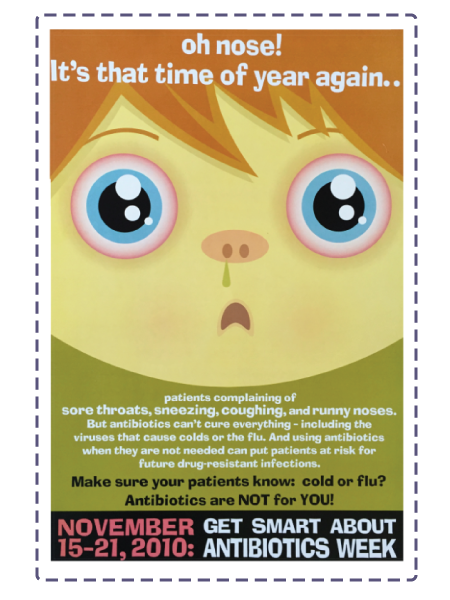 oh nose!
It's that time of year again..
patients complaining of
sore throats, sneezing, coughing, and runny noses.
But antibiotics can't cure everything – including the
viruses that cause colds or the flu. And using antibiotics
when they are not needed can put patients at risk for
future drug-resistant infections.
Make sure your patients know: cold or flu?
Antibiotics are NOT for YOU!
NOVEMBER GET SMART ABOUT
15-21, 2010: ANTIBIOTICS WEEK